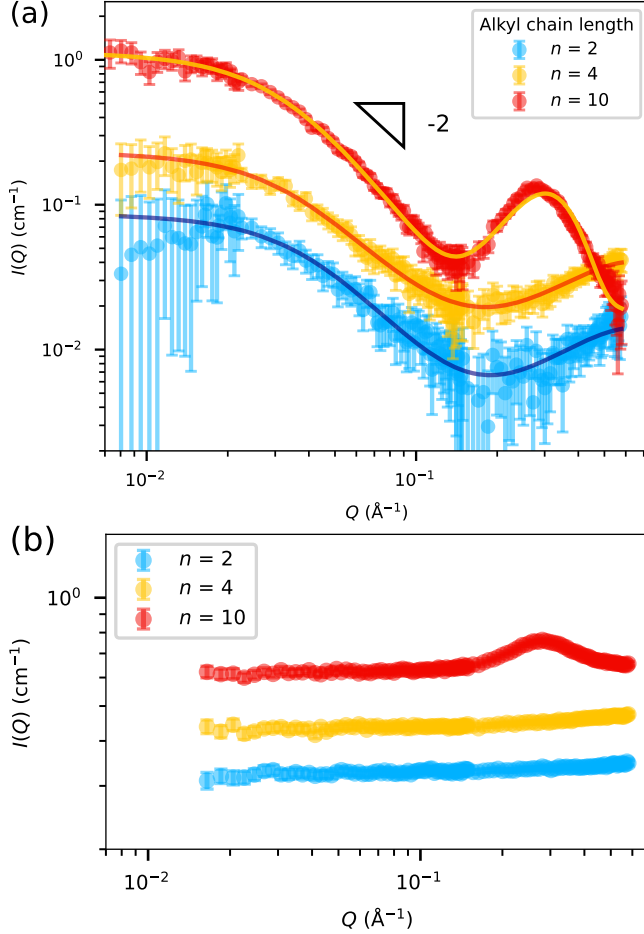 (a)
Alkyl chain length
n = 2
n = 4
n = 10
-2
10⁰
10⁻¹
10⁻²
I(Q) (cm⁻¹)
10⁻²
10⁻¹
Q (Å⁻¹)
(b)
n = 2
n = 4
n = 10
10⁰
I(Q) (cm⁻¹)
10⁻²
10⁻¹
Q (Å⁻¹)